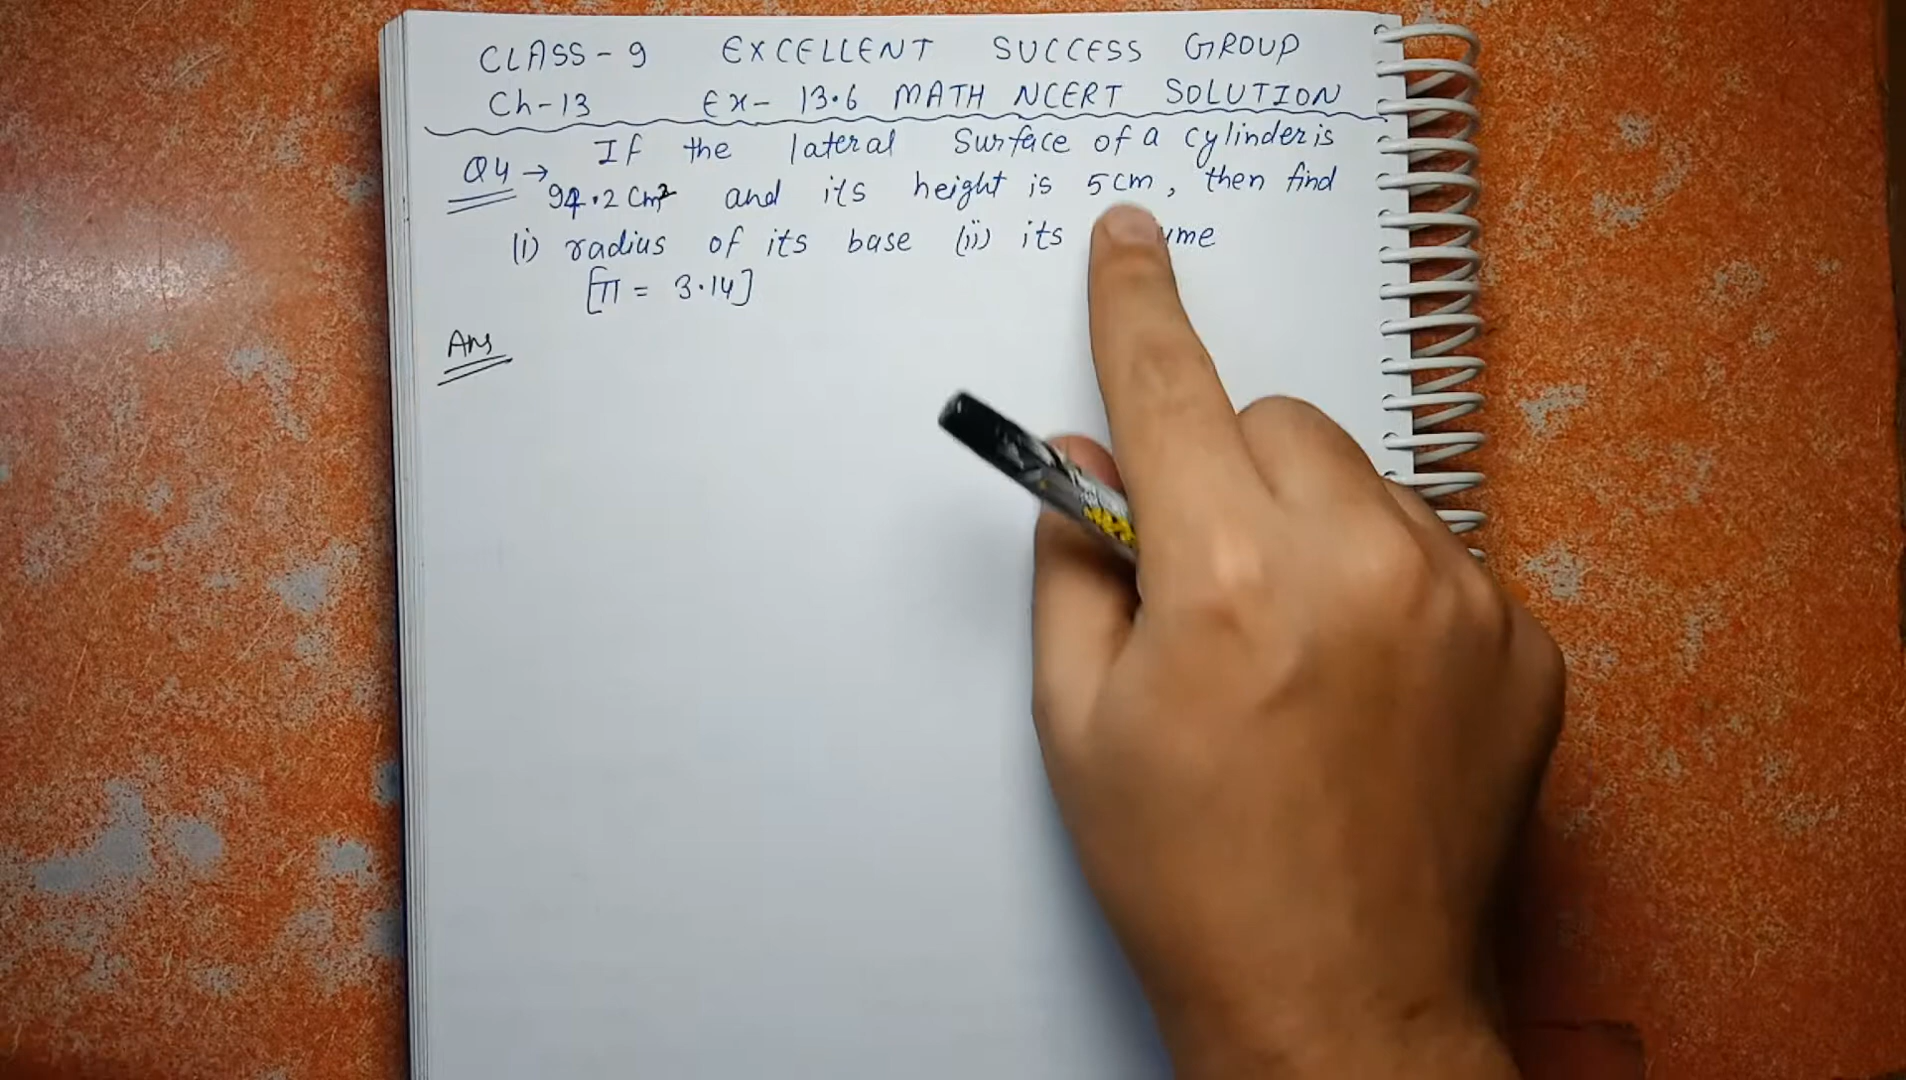 CLASS-9 EXCELLENT SUCCESS GROUP
Ch-13 Ex- 13.6 MATH NCERT SOLUTION
Q4 → If the lateral Surface of a cylinder is
94.2 cm² and its height is 5cm, then find
(i) radius of its base (ii) its
[π = 3.14]
Ans